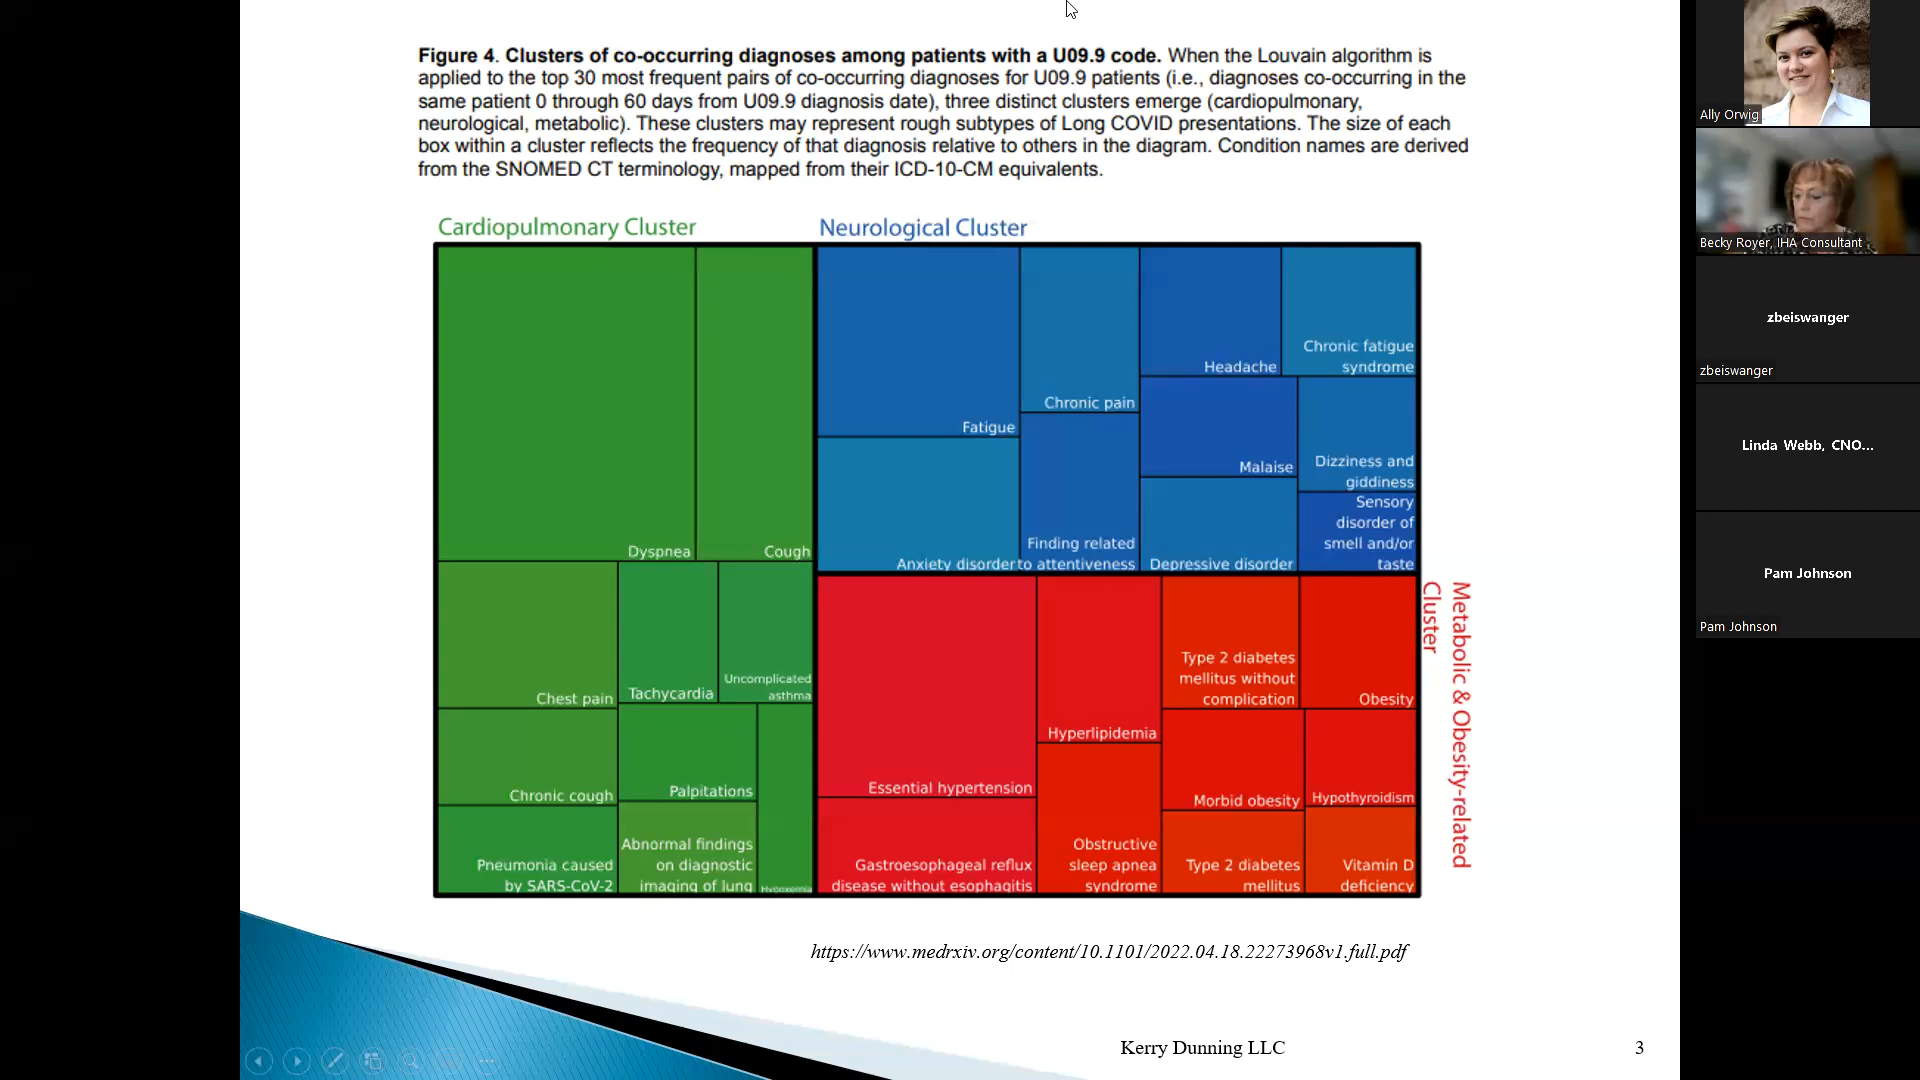 Figure 4. Clusters of co-occurring diagnoses among patients with a U09.9 code. When the Louvain algorithm is
applied to the top 30 most frequent pairs of co-occurring diagnoses for U09.9 patients (i.e., diagnoses co-occurring in the
same patient 0 through 60 days from U09.9 diagnosis date), three distinct clusters emerge (cardiopulmonary,
neurological, metabolic). These clusters may represent rough subtypes of Long COVID presentations. The size of each
box within a cluster reflects the frequency of that diagnosis relative to others in the diagram. Condition names are derived
from the SNOMED CT terminology, mapped from their ICD-10-CM equivalents.
Cardiopulmonary Cluster
Dyspnea
Cough
Chest pain
Tachycardia
Uncomplicated
asthma
Chronic cough
Palpitations
Pneumonia caused
by SARS-CoV-2
Abnormal findings
on diagnostic
imaging of lung
Hypoxemia
Neurological Cluster
Fatigue
Chronic pain
Headache
Chronic fatigue
syndrome
Malaise
Dizziness and
giddiness
Anxiety disorder
Finding related
to attentiveness
Depressive disorder
Sensory
disorder of
smell and/or
taste
Metabolic & Obesity-related
Cluster
Essential hypertension
Hyperlipidemia
Type 2 diabetes
mellitus without
complication
Obesity
Morbid obesity
Hypothyroidism
Gastroesophageal reflux
disease without esophagitis
Obstructive
sleep apnea
syndrome
Type 2 diabetes
mellitus
Vitamin D
deficiency
https://www.medrxiv.org/content/10.1101/2022.04.18.22273968v1.full.pdf
Kerry Dunning LLC
3
Ally Orwig
Becky Royer, IHA Consultant
zbeiswanger
zbeiswanger
Linda Webb, CNO...
Pam Johnson
Pam Johnson